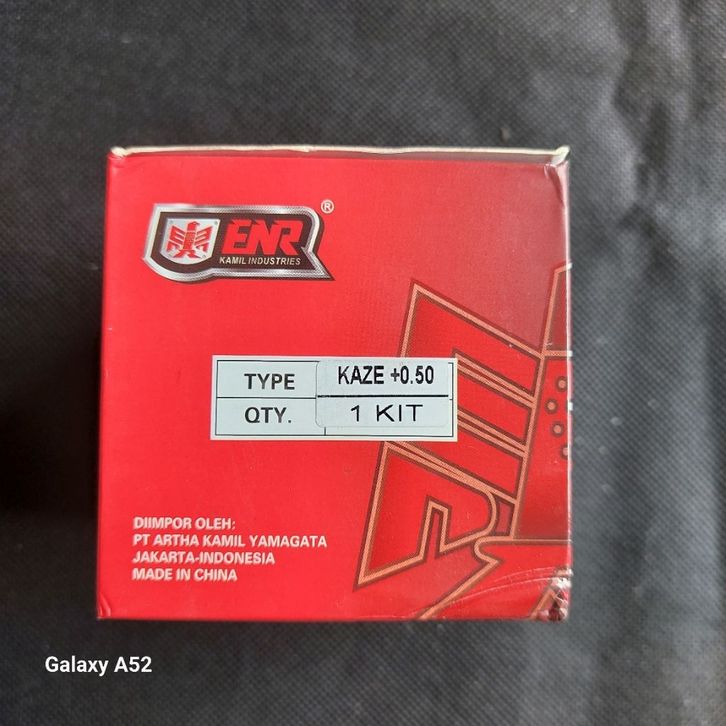 ENR ®
KAMIL INDUSTRIES
TYPE KAZE +0.50
QTY. 1 KIT
DIIMPOR OLEH:
PT ARTHA KAMIL YAMAGATA
JAKARTA-INDONESIA
MADE IN CHINA
Galaxy A52